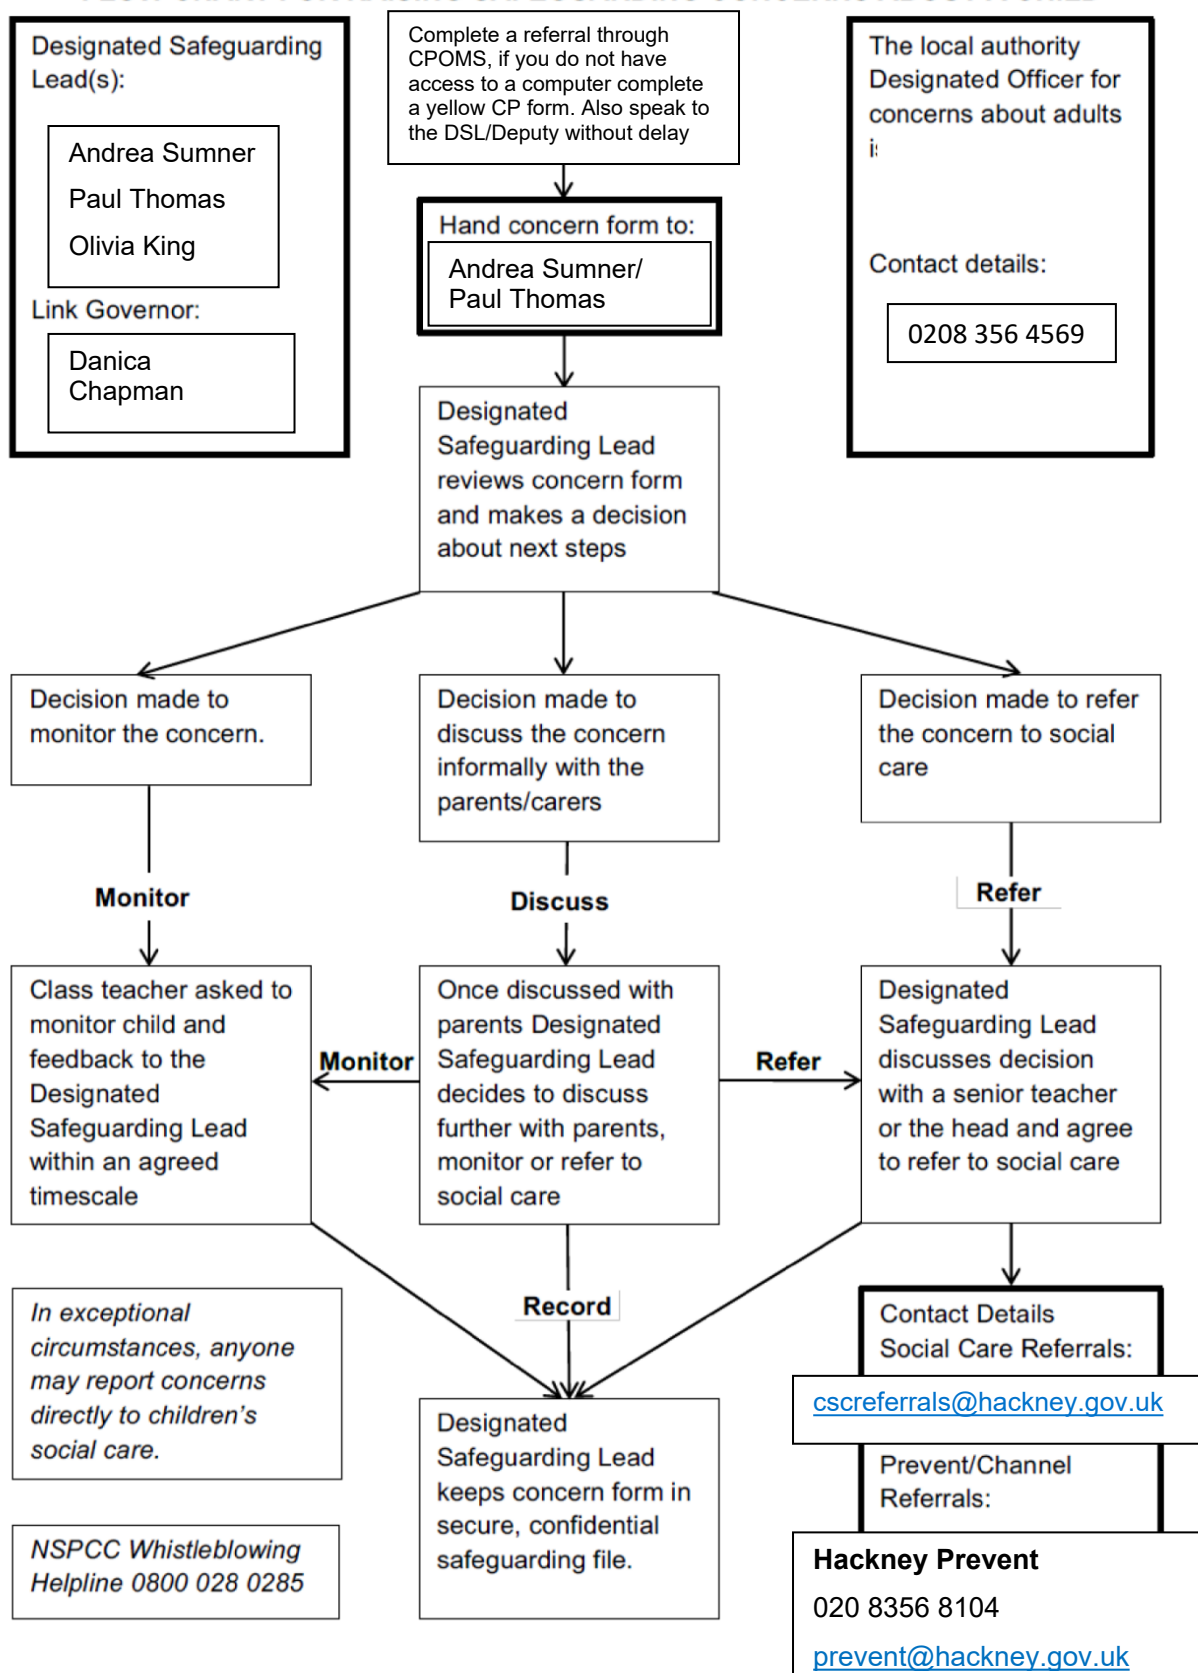 Designated Safeguarding
Lead(s):
Andrea Sumner
Paul Thomas
Olivia King
Link Governor:
Danica
Chapman
Complete a referral through
CPOMS, if you do not have
access to a computer complete
a yellow CP form. Also speak to
the DSL/Deputy without delay
Hand concern form to:
Andrea Sumner/
Paul Thomas
The local authority
Designated Officer for
concerns about adults
Contact details:
0208 356 4569
Designated
Safeguarding Lead
reviews concern form
and makes a decision
about next steps
Decision made to
monitor the concern.
Decision made to
discuss the concern
informally with the
parents/carers
Decision made to refer
the concern to social
care
Monitor
Discuss
Refer
Class teacher asked to
monitor child and
feedback to the
Designated
Safeguarding Lead
within an agreed
timescale
Monitor
Once discussed with
parents Designated
Safeguarding Lead
decides to discuss
further with parents,
monitor or refer to
social care
Refer
Designated
Safeguarding Lead
discusses decision
with a senior teacher
or the head and agree
to refer to social care
In exceptional
circumstances, anyone
may report concerns
directly to children's
social care.
Record
Contact Details
Social Care Referrals:
cscreferrals@hackney.gov.uk
Prevent/Channel
Referrals:
Hackney Prevent
020 8356 8104
prevent@hackney.gov.uk
Designated
Safeguarding Lead
keeps concern form in
secure, confidential
safeguarding file.
NSPCC Whistleblowing
Helpline 0800 028 0285